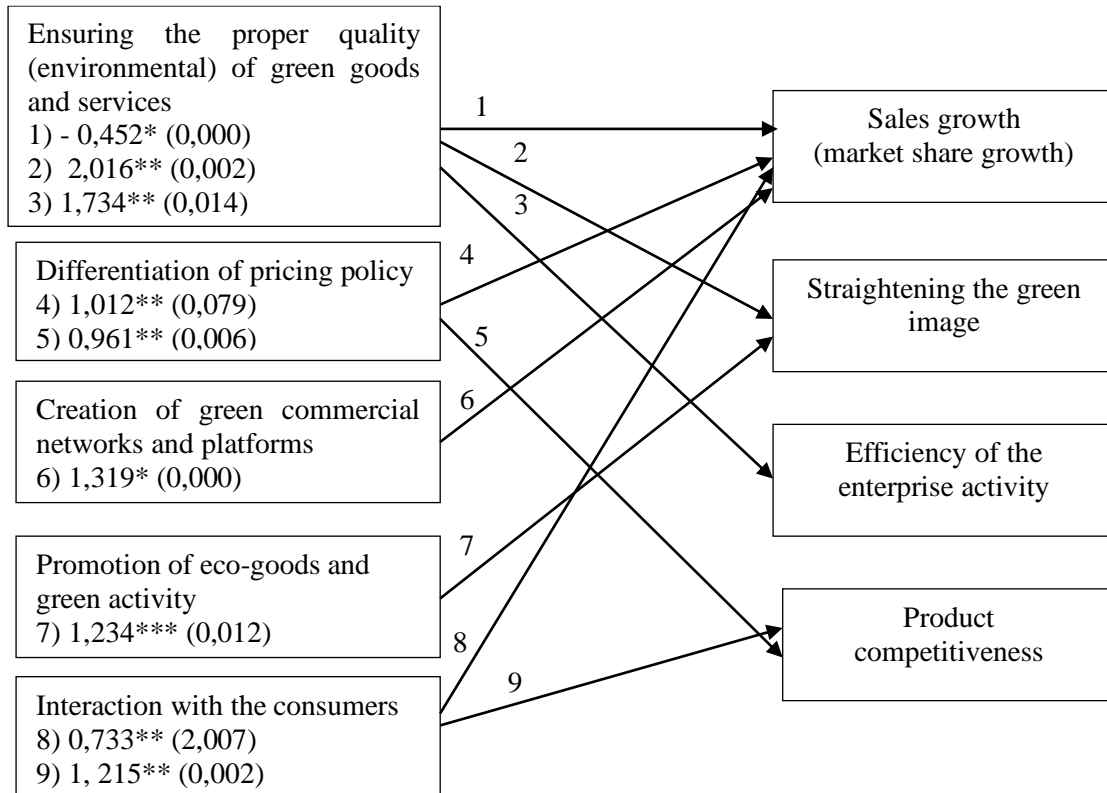 Ensuring the proper quality
(environmental) of green goods
and services
1) - 0,452* (0,000)
2) 2,016** (0,002)
3) 1,734** (0,014)
Differentiation of pricing policy
4) 1,012** (0,079)
5) 0,961** (0,006)
Creation of green commercial
networks and platforms
6) 1,319* (0,000)
Promotion of eco-goods and
green activity
7) 1,234*** (0,012)
Interaction with the consumers
8) 0,733** (2,007)
9) 1, 215** (0,002)
1
2
3
4
5
6
7
8
9
Sales growth
(market share growth)
Straightening the green
image
Efficiency of the
enterprise activity
Product
competitiveness